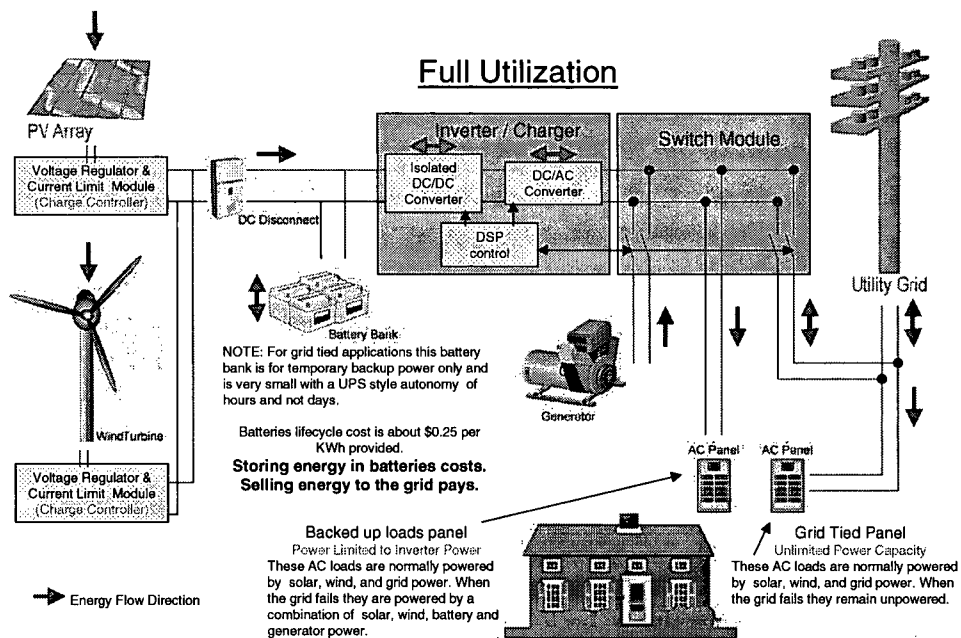 Full Utilization
PV Array
Voltage Regulator &
Current Limit Module
(Charge Controller)
DC Disconnect
Inverter / Charger
Isolated
DC/DC
Converter
DC/AC
Converter
DSP
control
Switch Module
Utility Grid
Battery Bank
NOTE: For grid tied applications this battery
bank is for temporary backup power only and
is very small with a UPS style autonomy of
hours and not days.
Generator
WindTurbine
Batteries lifecycle cost is about $0.25 per
KWh provided.
Storing energy in batteries costs.
Selling energy to the grid pays.
Voltage Regulator &
Current Limit Module
(Charge Controller)
AC Panel
AC Panel
Backed up loads panel
Power Limited to Inverter Power
These AC loads are normally powered
by solar, wind, and grid power. When
the grid fails they are powered by a
combination of solar, wind, battery and
generator power.
Grid Tied Panel
Unlimited Power Capacity
These AC loads are normally powered
by solar, wind, and grid power. When
the grid fails they remain unpowered.
Energy Flow Direction